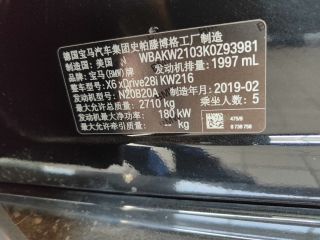 德国宝马汽车集团史帕滕博格工厂制造
制造国: 美国 WBAKW2103K0Z93981
品牌: 宝马(BMW)牌 发动机排量: 1997 mL
整车型号: X6 xDrive28i KW216
发动机型号: N20B20A 制造年月: 2019-02
最大允许总质量: 2710 kg 乘坐人数: 5
发动机最大净功率: 180 kW
最大允许牵引质量: kg